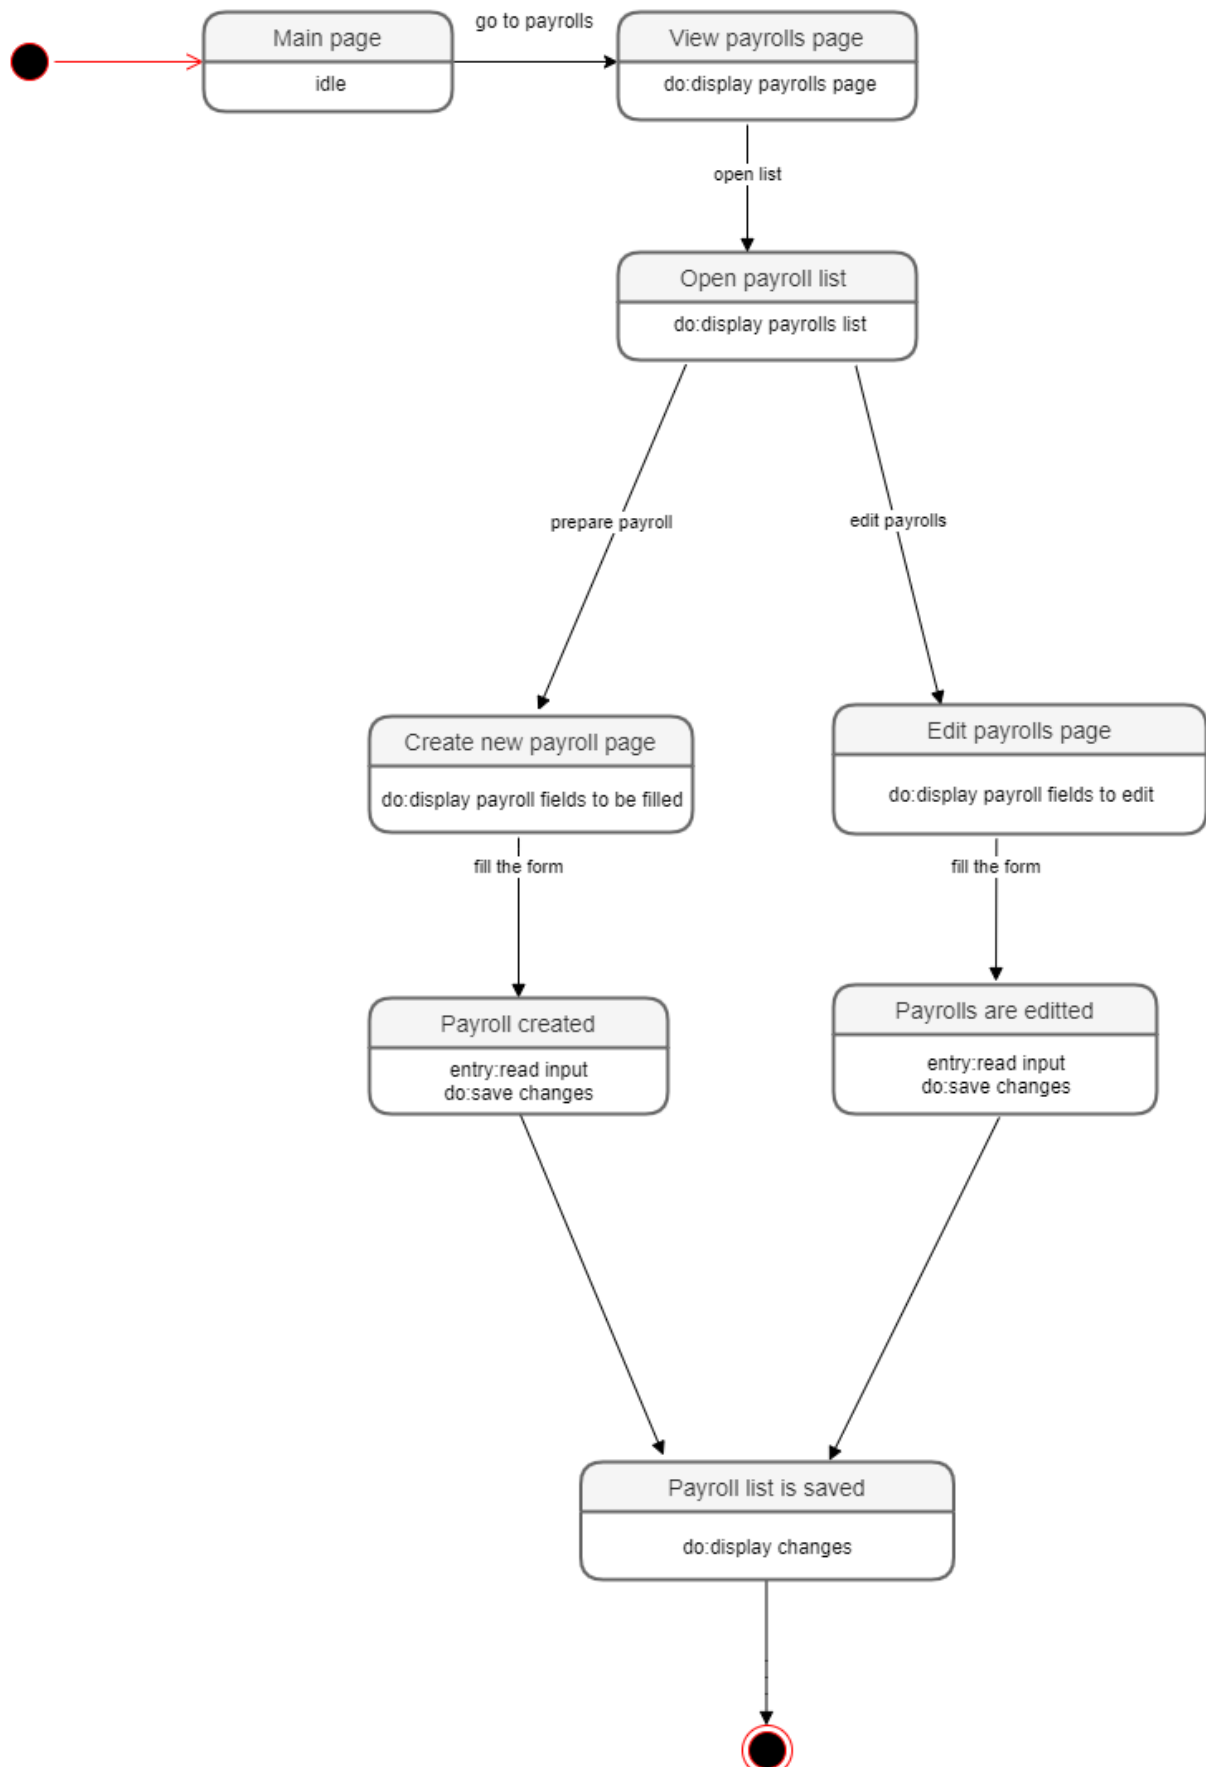 Main page
idle
go to payrolls
View payrolls page
do:display payrolls page
open list
Open payroll list
do:display payrolls list
prepare payroll
edit payrolls
Create new payroll page
do:display payroll fields to be filled
Edit payrolls page
do:display payroll fields to edit
fill the form
fill the form
Payroll created
entry:read input
do:save changes
Payrolls are editted
entry:read input
do:save changes
Payroll list is saved
do:display changes